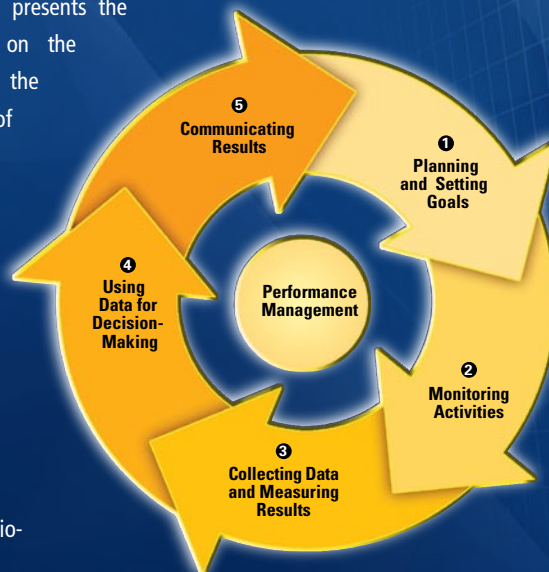 presents the
on the
the
of
io-
❺
Communicating
Results
❶
Planning
and Setting
Goals
❹
Using
Data for
Decision-
Making
Performance
Management
❷
Monitoring
Activities
❸
Collecting Data
and Measuring
Results